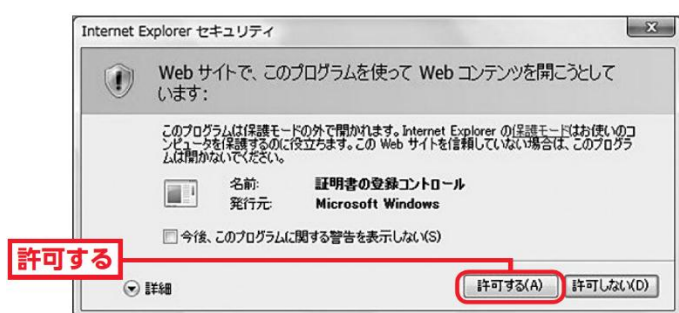 Internet Explorer セキュリティ
Web サイトで、このプログラムを使って Web コンテンツを開こうとして
います:
このプログラムは保護モードの外で開かれます。Internet Explorer の保護モードはお使いのコ
ンピュータを保護するのに役立ちます。この Web サイトを信頼していない場合は、このプログラ
ムは開かないでください。
名前: 証明書の登録コントロール
発行元: Microsoft Windows
今後、このプログラムに関する警告を表示しない(S)
許可する
詳細 許可する(A) 許可しない(D)